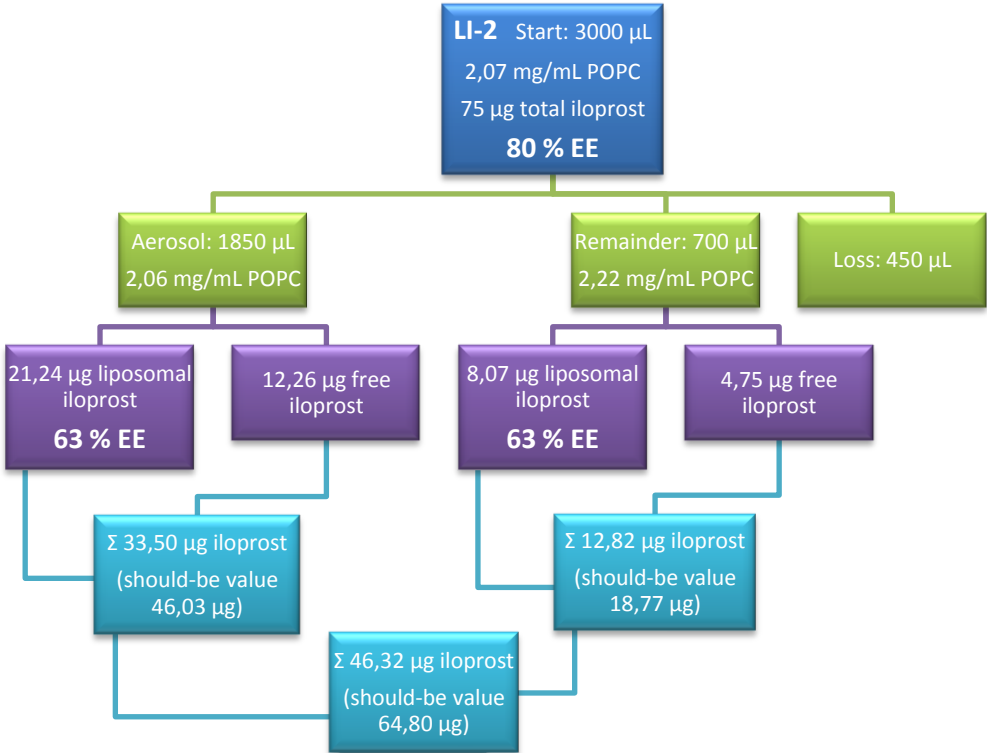 LI-2 Start: 3000 µL
2,07 mg/mL POPC
75 µg total iloprost
80 % EE
Aerosol: 1850 µL
2,06 mg/mL POPC
Remainder: 700 µL
2,22 mg/mL POPC
Loss: 450 µL
21,24 µg liposomal
iloprost
63 % EE
12,26 µg free
iloprost
8,07 µg liposomal
iloprost
63 % EE
4,75 µg free
iloprost
Σ 33,50 µg iloprost
(should-be value
46,03 µg)
Σ 12,82 µg iloprost
(should-be value
18,77 µg)
Σ 46,32 µg iloprost
(should-be value
64,80 µg)